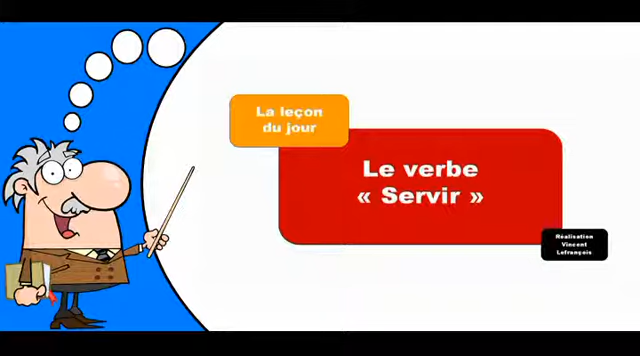 La leçon
du jour
Le verbe
« Servir »
Réalisation
Vincent
Lefrançois